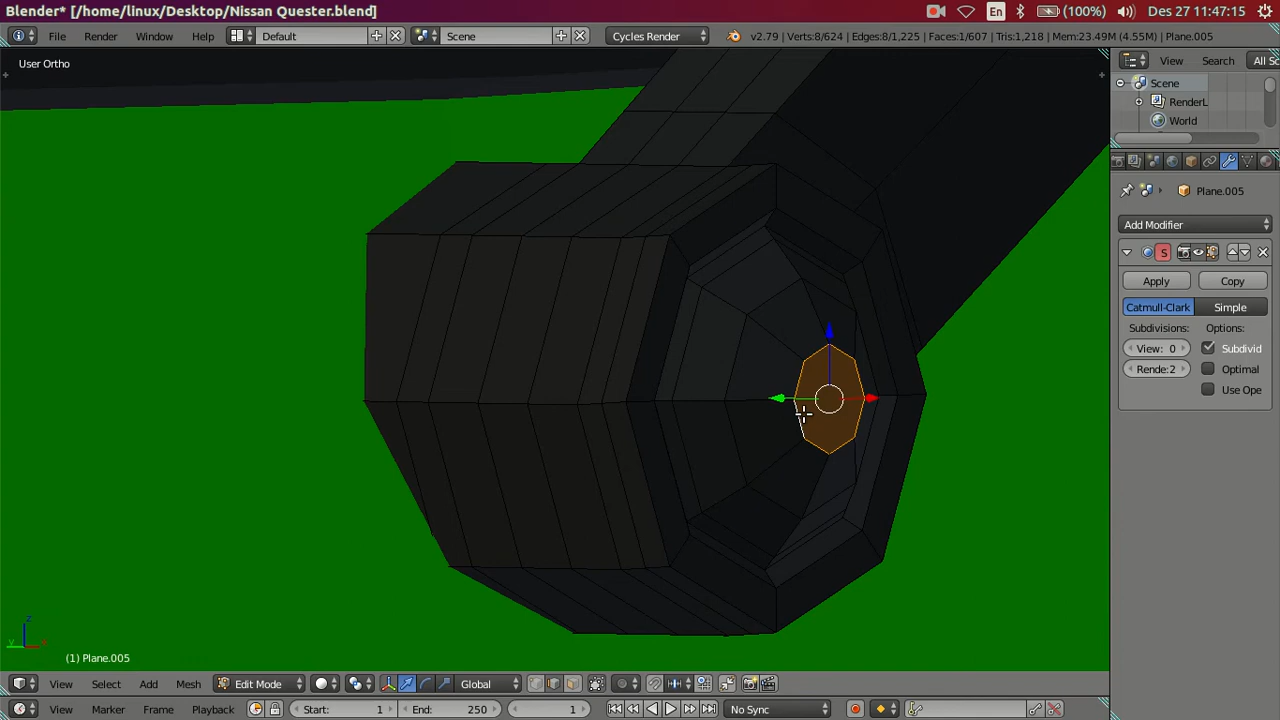 Blender* [/home/linux/Desktop/Nissan Quester.blend]
En (100%) Des 27 11:47:15
File Render Window Help Default Scene Cycles Render v2.79 | Verts:8/624 | Edges:8/1,225 | Faces:1/607 | Tris:1,218 | Mem:23.49M (4.55M) | Plane.005
View Search All Sc
User Ortho
Scene
RenderL
World
Plane.005
Add Modifier
S
Apply Copy
Catmull-Clark Simple
Subdivisions: Options:
View: 0 Subdivid
Rende:2 Optimal
Use Ope
z
y
(1) Plane.005
View Select Add Mesh Edit Mode Global
View Marker Frame Playback Start: 1 End: 250 1 No Sync